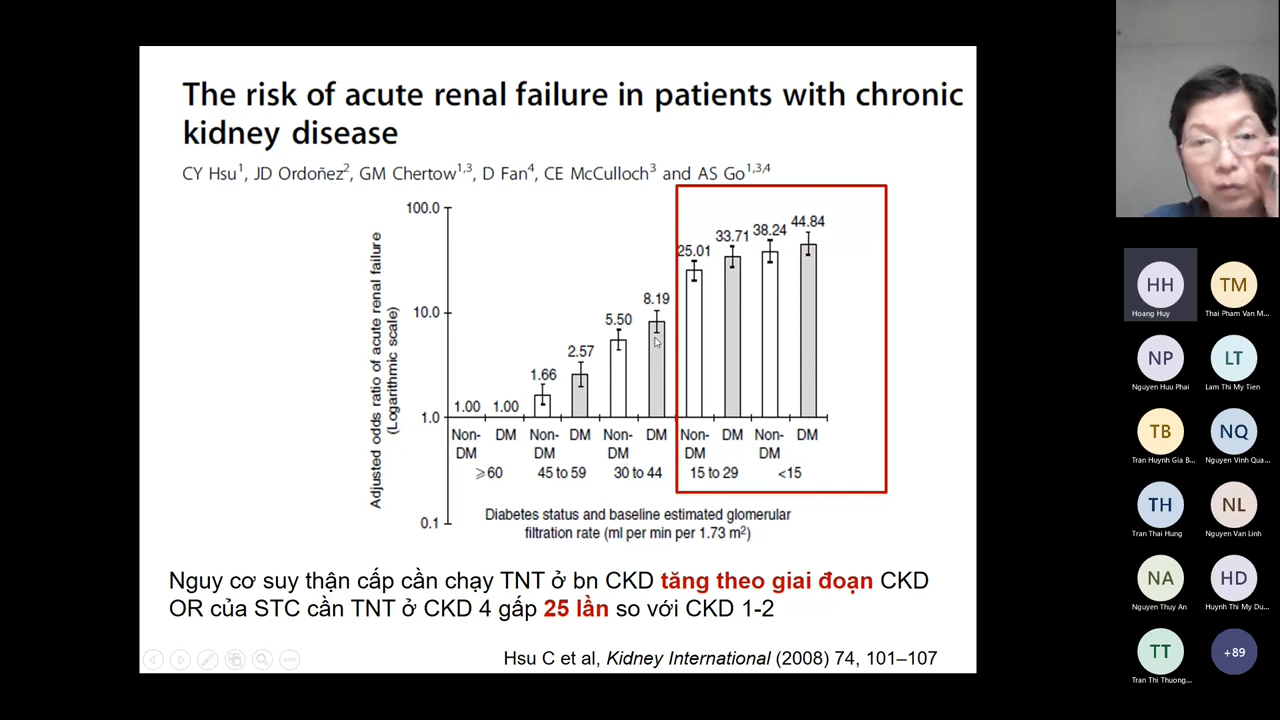 The risk of acute renal failure in patients with chronic
kidney disease
CY Hsu1, JD Ordoñez2, GM Chertow1,3, D Fan4, CE McCulloch3 and AS Go1,3,4
Adjusted odds ratio of acute renal failure
(Logarithmic scale)
100.0
10.0
1.0
0.1
1.00
1.00
1.66
2.57
5.50
8.19
25.01
33.71
38.24
44.84
Non- DM Non- DM Non- DM Non- DM Non- DM
DM DM DM DM DM
⩾60 45 to 59 30 to 44 15 to 29 <15
Diabetes status and baseline estimated glomerular
filtration rate (ml per min per 1.73 m2)
Nguy cơ suy thận cấp cần chạy TNT ở bn CKD tăng theo giai đoạn CKD
OR của STC cần TNT ở CKD 4 gấp 25 lần so với CKD 1-2
Hsu C et al, Kidney International (2008) 74, 101–107
HH
Hoang Huy
TM
Thai Pham Van M...
NP
Nguyen Huu Phai
LT
Lam Thi My Tien
TB
Tran Huynh Gia B...
NQ
Nguyen Vinh Qua...
TH
Tran Thai Hung
NL
Nguyen Van Linh
NA
Nguyen Thuy An
HD
Huynh Thi My Du...
TT
Tran Thi Thuong...
+89